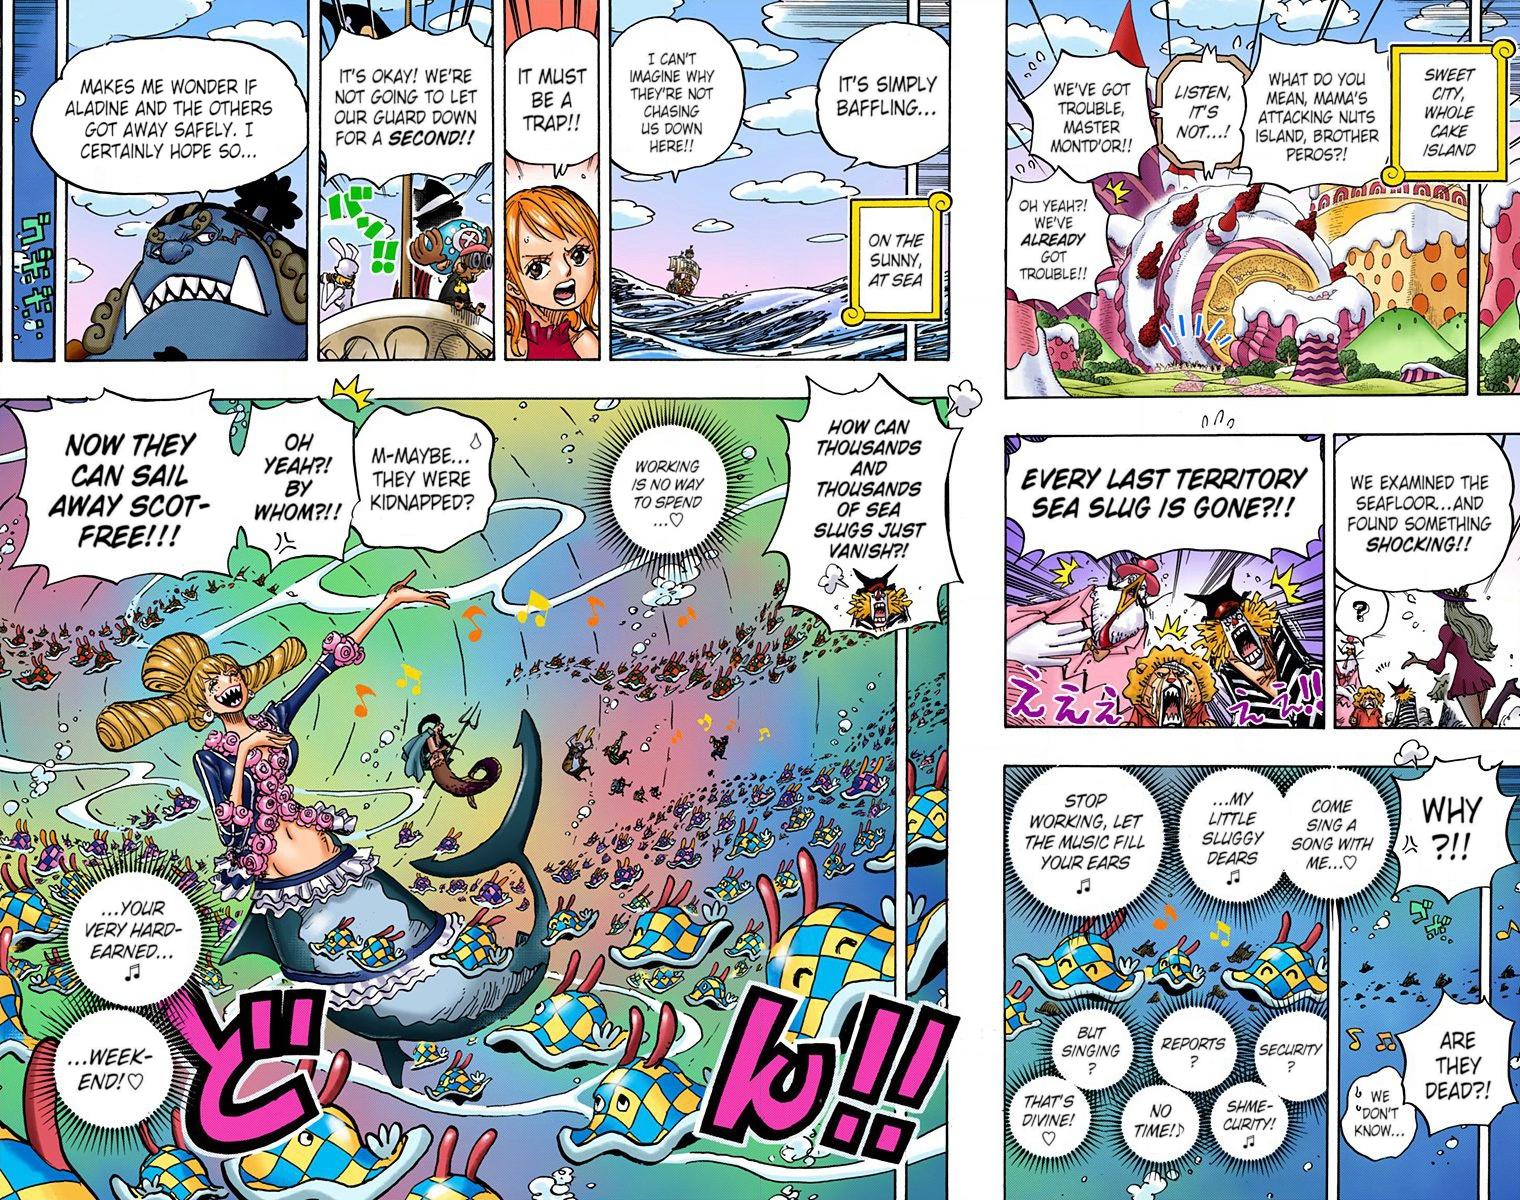 SWEET
CITY,
WHOLE
CAKE
ISLAND
WHAT DO YOU
MEAN, MAMA'S
ATTACKING NUTS
ISLAND, BROTHER
PEROS?!
LISTEN,
IT'S
NOT...!
WE'VE GOT
TROUBLE,
MASTER
MONTD'OR!!
OH YEAH?!
WE'VE
ALREADY
GOT
TROUBLE!!
WE EXAMINED THE
SEAFLOOR...AND
FOUND SOMETHING
SHOCKING!!
?
EVERY LAST TERRITORY
SEA SLUG IS GONE?!!
えええ
ええ!!
WHY
?!!
ARE
THEY
DEAD?!
WE
DON'T
KNOW...
COME
SING A
SONG WITH
ME...♡
...MY
LITTLE
SLUGGY
DEARS
♫
STOP
WORKING, LET
THE MUSIC FILL
YOUR EARS
♫
SECURITY
?
REPORTS
?
BUT
SINGING
?
SHME-
CURITY!
♫
NO
TIME!♪
THAT'S
DIVINE!
♡
ON THE
SUNNY,
AT SEA
IT'S SIMPLY
BAFFLING...
I CAN'T
IMAGINE WHY
THEY'RE NOT
CHASING
US DOWN
HERE!!
IT MUST
BE A
TRAP!!
IT'S OKAY! WE'RE
NOT GOING TO LET
OUR GUARD DOWN
FOR A SECOND!!
バン!!
MAKES ME WONDER IF
ALADINE AND THE OTHERS
GOT AWAY SAFELY. I
CERTAINLY HOPE SO...
HOW CAN
THOUSANDS
AND
THOUSANDS
OF SEA
SLUGS JUST
VANISH?!
WORKING
IS NO WAY
TO SPEND
...♡
M-MAYBE...
THEY WERE
KIDNAPPED?
OH
YEAH?!
BY
WHOM?!!
NOW THEY
CAN SAIL
AWAY SCOT-
FREE!!!
...YOUR
VERY HARD-
EARNED...
♫
...WEEK-
END!♡
どん!!